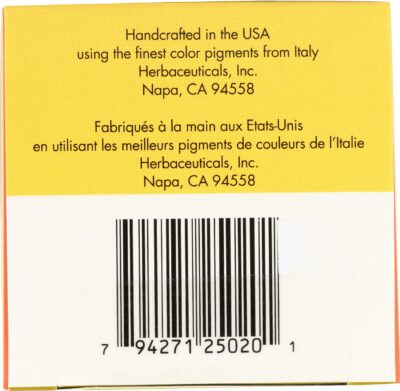 Handcrafted in the USA
using the finest color pigments from Italy
Herbaceuticals, Inc.
Napa, CA 94558
Fabriqués à la main aux Etats-Unis
en utilisant les meilleurs pigments de couleurs de l'Italie
Herbaceuticals, Inc.
Napa, CA 94558
7 94271 25020 1